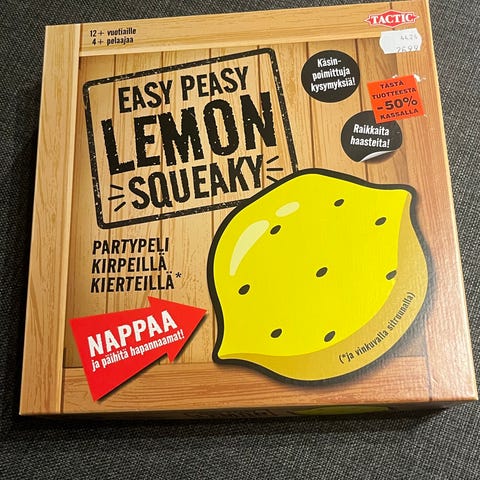 12+ vuotiaille
4+ pelaajaa
TACTIC
EASY PEASY
LEMON
SQUEAKY
Käsin-
poimittuja
kysymyksiä!
TÄSTÄ
TUOTTEESTA
-50%
KASSALLA
Raikkaita
haasteita!
PARTYPELI
KIRPEILLÄ
KIERTEILLÄ*
NAPPAA
ja päihitä hapannaamat!
(*ja vinkuvalla sitruunalla)